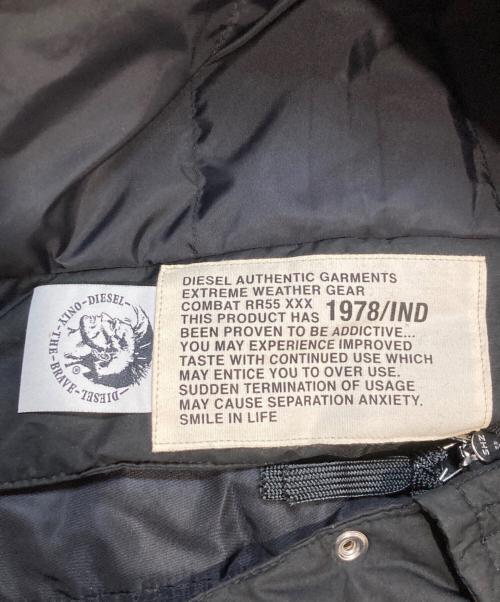 DIESEL AUTHENTIC GARMENTS
EXTREME WEATHER GEAR
COMBAT RR55 XXX
THIS PRODUCT HAS 1978/IND
BEEN PROVEN TO BE ADDICTIVE...
YOU MAY EXPERIENCE IMPROVED
TASTE WITH CONTINUED USE WHICH
MAY ENTICE YOU TO OVER USE.
SUDDEN TERMINATION OF USAGE
MAY CAUSE SEPARATION ANXIETY.
SMILE IN LIFE
DIESEL-ONLY-THE-BRAVE-DIESEL
®